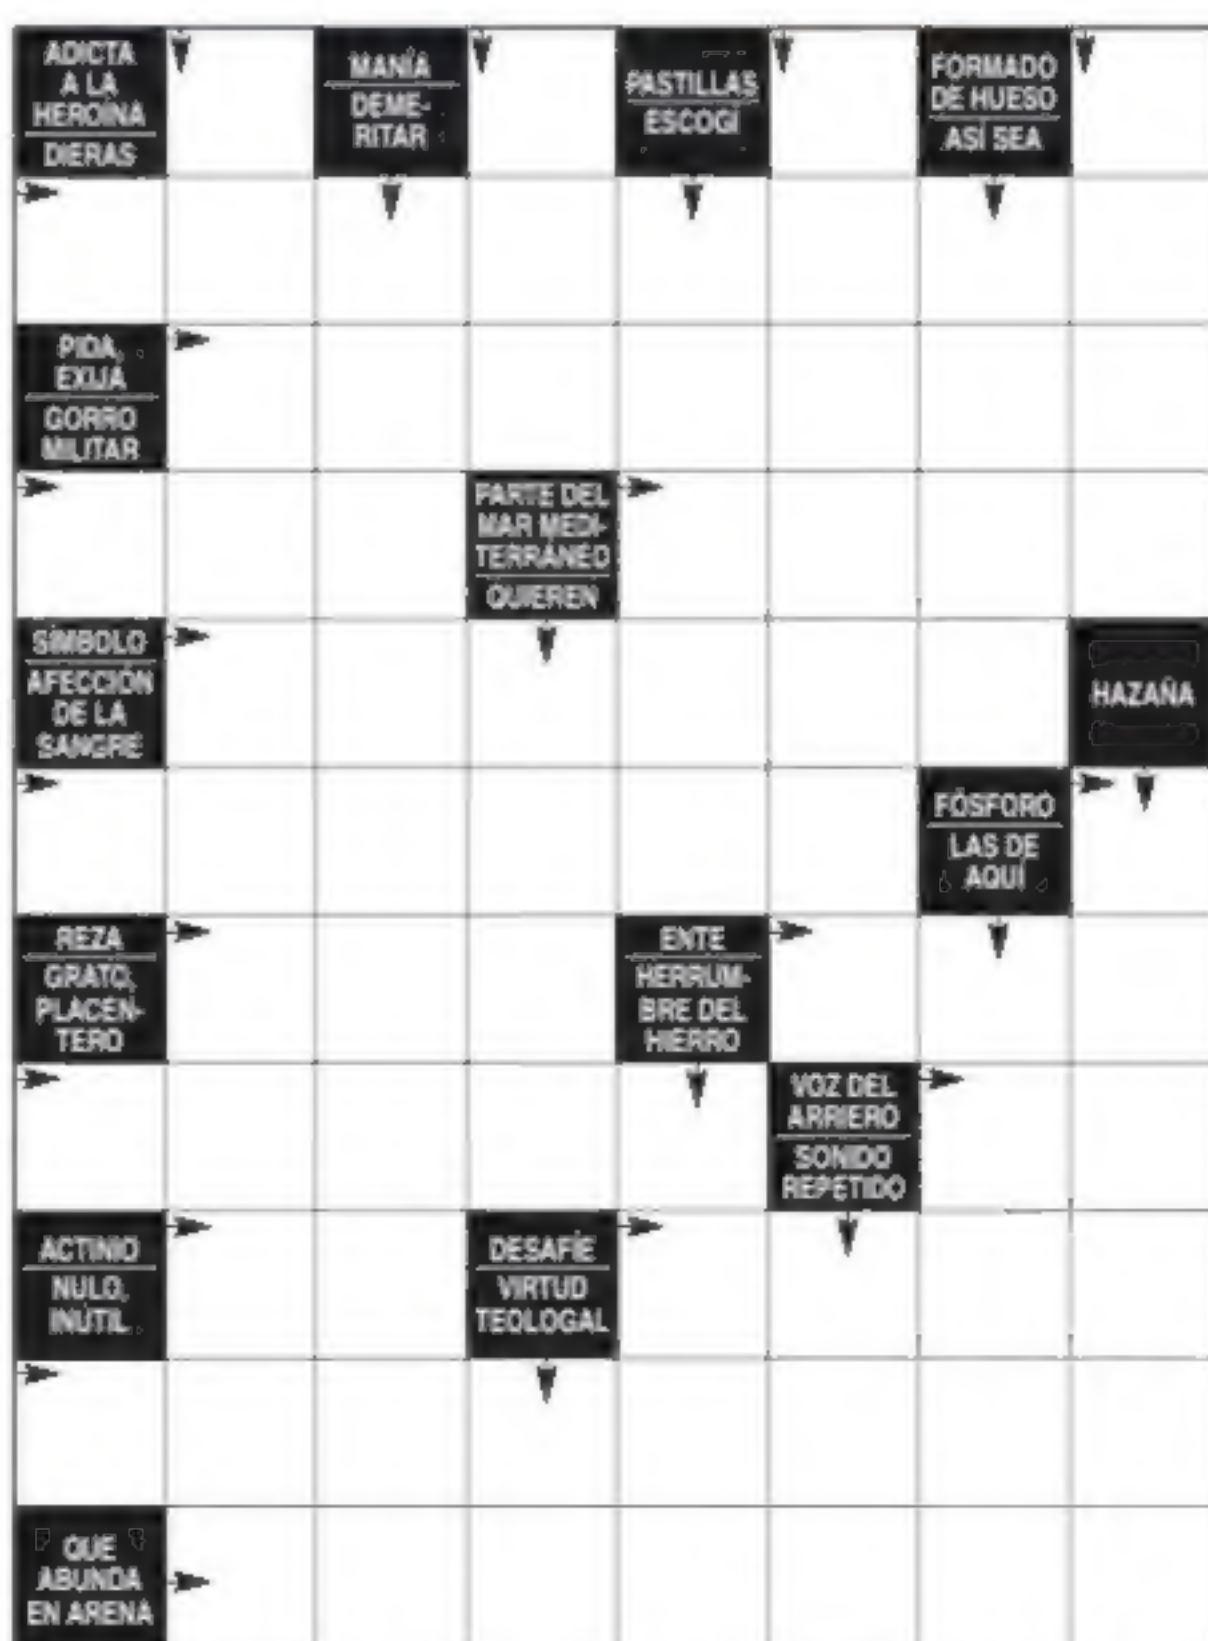 ADICTA
A LA
HEROÍNA
DIERAS
MANÍA
DEME-
RITAR
PASTILLAS
ESCOGÍ
FORMADO
DE HUESO
ASÍ SEA
PIDA,
EXIJA
GORRO
MILITAR
PARTE DEL
MAR MEDI-
TERRÁNEO
QUIEREN
SÍMBOLO
AFECCIÓN
DE LA
SANGRE
HAZAÑA
FÓSFORO
LAS DE
AQUÍ
REZA
GRATO,
PLACEN-
TERO
ENTE
HERRUM-
BRE DEL
HIERRO
VOZ DEL
ARRIERO
SONIDO
REPETIDO
ACTINIO
NULO,
INÚTIL
DESAFÍE
VIRTUD
TEOLOGAL
QUE
ABUNDA
EN ARENA